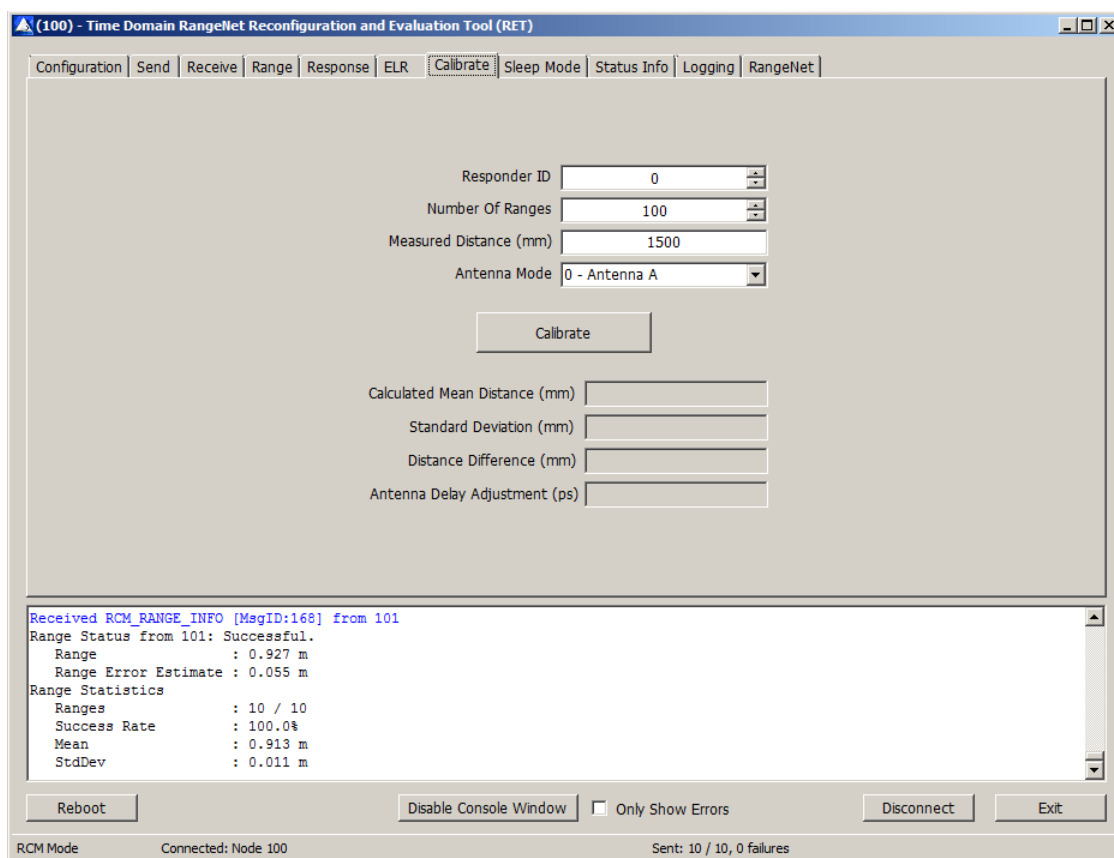 (100) - Time Domain RangeNet Reconfiguration and Evaluation Tool (RET)
Configuration Send Receive Range Response ELR Calibrate Sleep Mode Status Info Logging RangeNet
Responder ID 0
Number Of Ranges 100
Measured Distance (mm) 1500
Antenna Mode 0 - Antenna A
Calibrate
Calculated Mean Distance (mm)
Standard Deviation (mm)
Distance Difference (mm)
Antenna Delay Adjustment (ps)
Received RCM_RANGE_INFO [MsgID:168] from 101
Range Status from 101: Successful.
Range : 0.927 m
Range Error Estimate : 0.055 m
Range Statistics
Ranges : 10 / 10
Success Rate : 100.0%
Mean : 0.913 m
StdDev : 0.011 m
Reboot Disable Console Window Only Show Errors Disconnect Exit
RCM Mode Connected: Node 100 Sent: 10 / 10, 0 failures